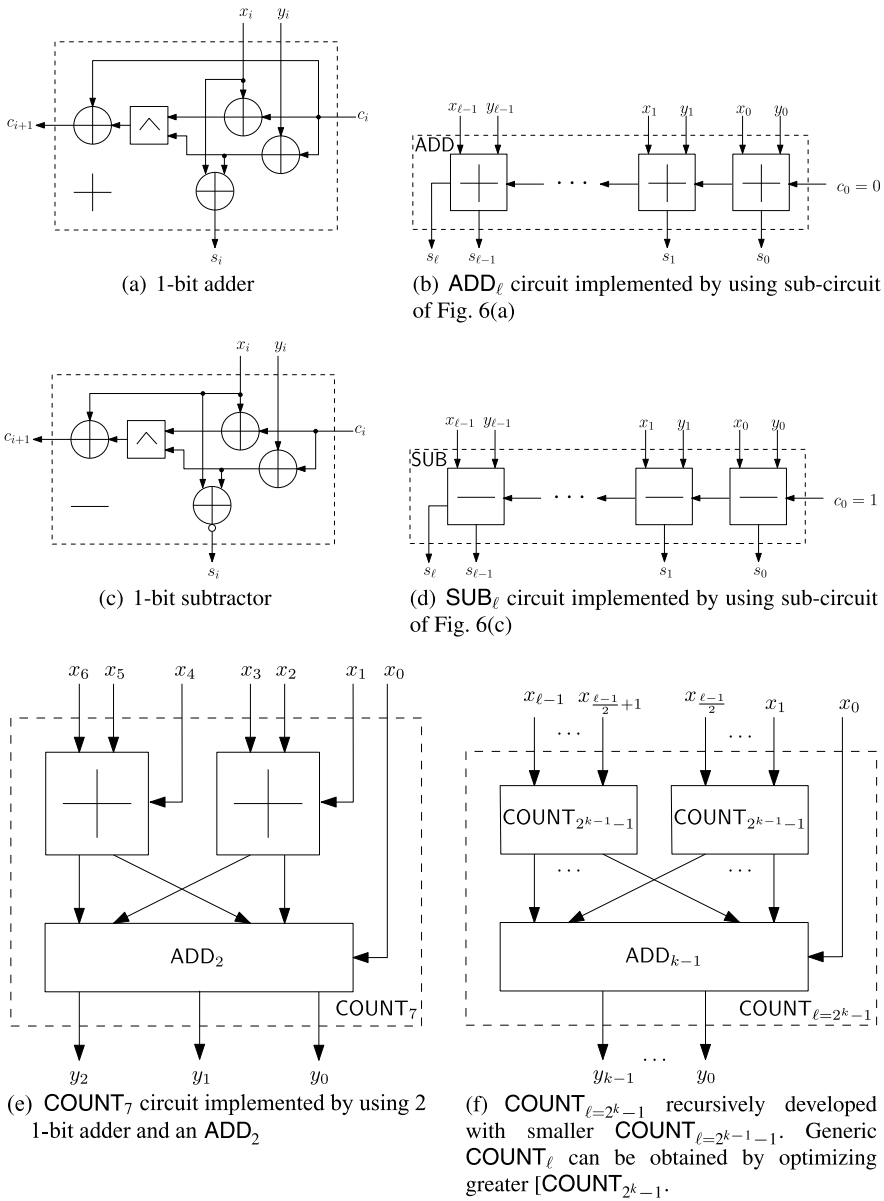 x_i y_i
c_{i+1} c_i
s_i
(a) 1-bit adder
x_{ℓ−1} y_{ℓ−1} x_1 y_1 x_0 y_0
ADD
· · · c_0 = 0
s_ℓ s_{ℓ−1} s_1 s_0
(b) ADD_ℓ circuit implemented by using sub-circuit
of Fig. 6(a)
x_i y_i
c_{i+1} c_i
s_i
(c) 1-bit subtractor
x_{ℓ−1} y_{ℓ−1} x_1 y_1 x_0 y_0
SUB
· · · c_0 = 1
s_ℓ s_{ℓ−1} s_1 s_0
(d) SUB_ℓ circuit implemented by using sub-circuit
of Fig. 6(c)
x_6 x_5 x_4 x_3 x_2 x_1 x_0
ADD_2
COUNT_7
y_2 y_1 y_0
(e) COUNT_7 circuit implemented by using 2
1-bit adder and an ADD_2
x_{ℓ−1} x_{\frac{ℓ−1}{2}+1} x_{\frac{ℓ−1}{2}} x_1 x_0
· · · · · ·
COUNT_{2^{k−1}−1} COUNT_{2^{k−1}−1}
· · · · · ·
ADD_{k−1}
COUNT_{ℓ=2^k−1}
y_{k−1} · · · y_0
(f) COUNT_{ℓ=2^k−1} recursively developed
with smaller COUNT_{ℓ=2^{k−1}−1}. Generic
COUNT_ℓ can be obtained by optimizing
greater [COUNT_{2^k−1}.